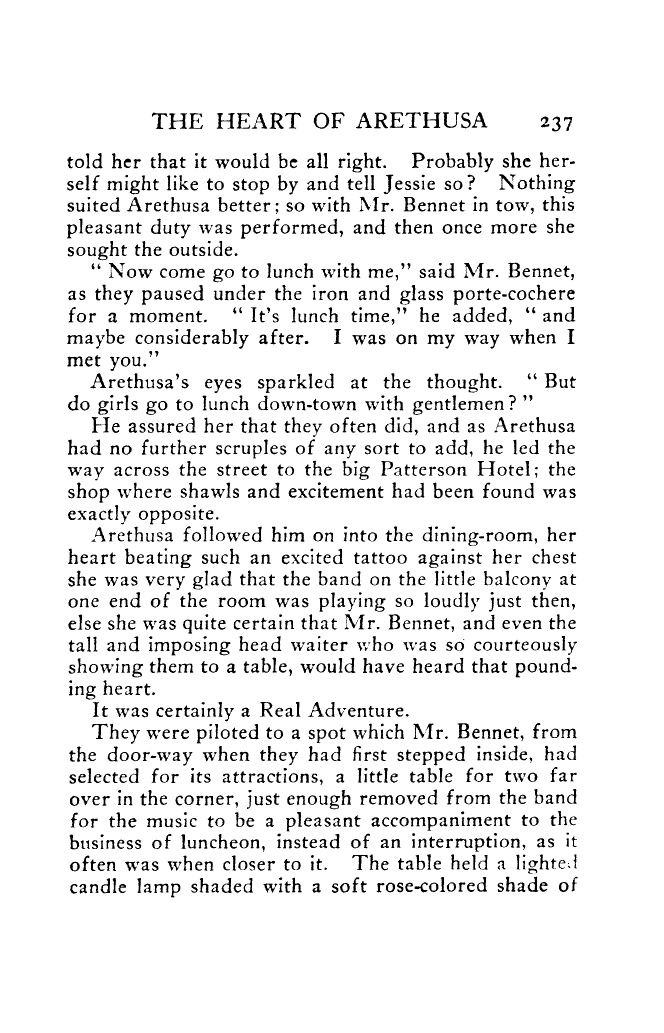 THE HEART OF ARETHUSA 237
told her that it would be all right. Probably she her-
self might like to stop by and tell Jessie so? Nothing
suited Arethusa better; so with Mr. Bennet in tow, this
pleasant duty was performed, and then once more she
sought the outside.
“ Now come go to lunch with me,” said Mr. Bennet,
as they paused under the iron and glass porte-cochere
for a moment. “ It's lunch time,” he added, “ and
maybe considerably after. I was on my way when I
met you.”
Arethusa's eyes sparkled at the thought. “ But
do girls go to lunch down-town with gentlemen? ”
He assured her that they often did, and as Arethusa
had no further scruples of any sort to add, he led the
way across the street to the big Patterson Hotel; the
shop where shawls and excitement had been found was
exactly opposite.
Arethusa followed him on into the dining-room, her
heart beating such an excited tattoo against her chest
she was very glad that the band on the little balcony at
one end of the room was playing so loudly just then,
else she was quite certain that Mr. Bennet, and even the
tall and imposing head waiter who was so courteously
showing them to a table, would have heard that pound-
ing heart.
It was certainly a Real Adventure.
They were piloted to a spot which Mr. Bennet, from
the door-way when they had first stepped inside, had
selected for its attractions, a little table for two far
over in the corner, just enough removed from the band
for the music to be a pleasant accompaniment to the
business of luncheon, instead of an interruption, as it
often was when closer to it. The table held a lighted
candle lamp shaded with a soft rose-colored shade of